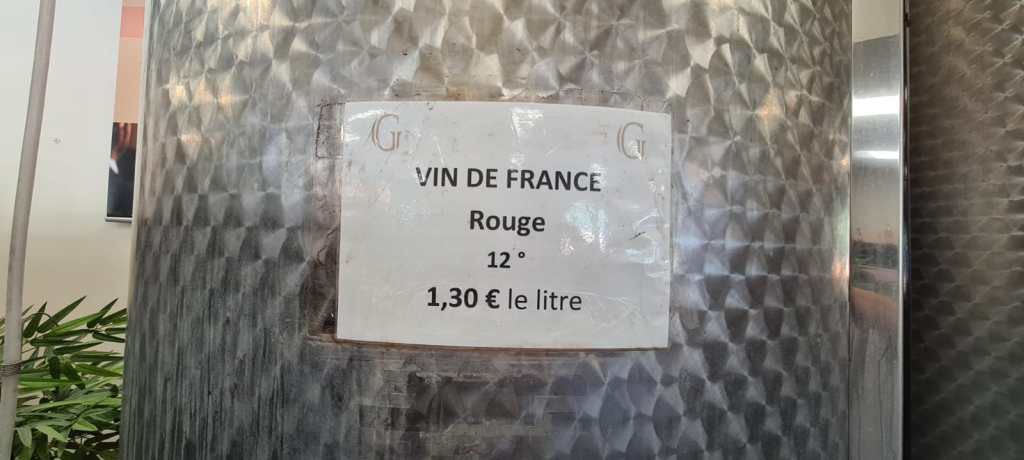 G G
VIN DE FRANCE
Rouge
12 °
1,30 € le litre